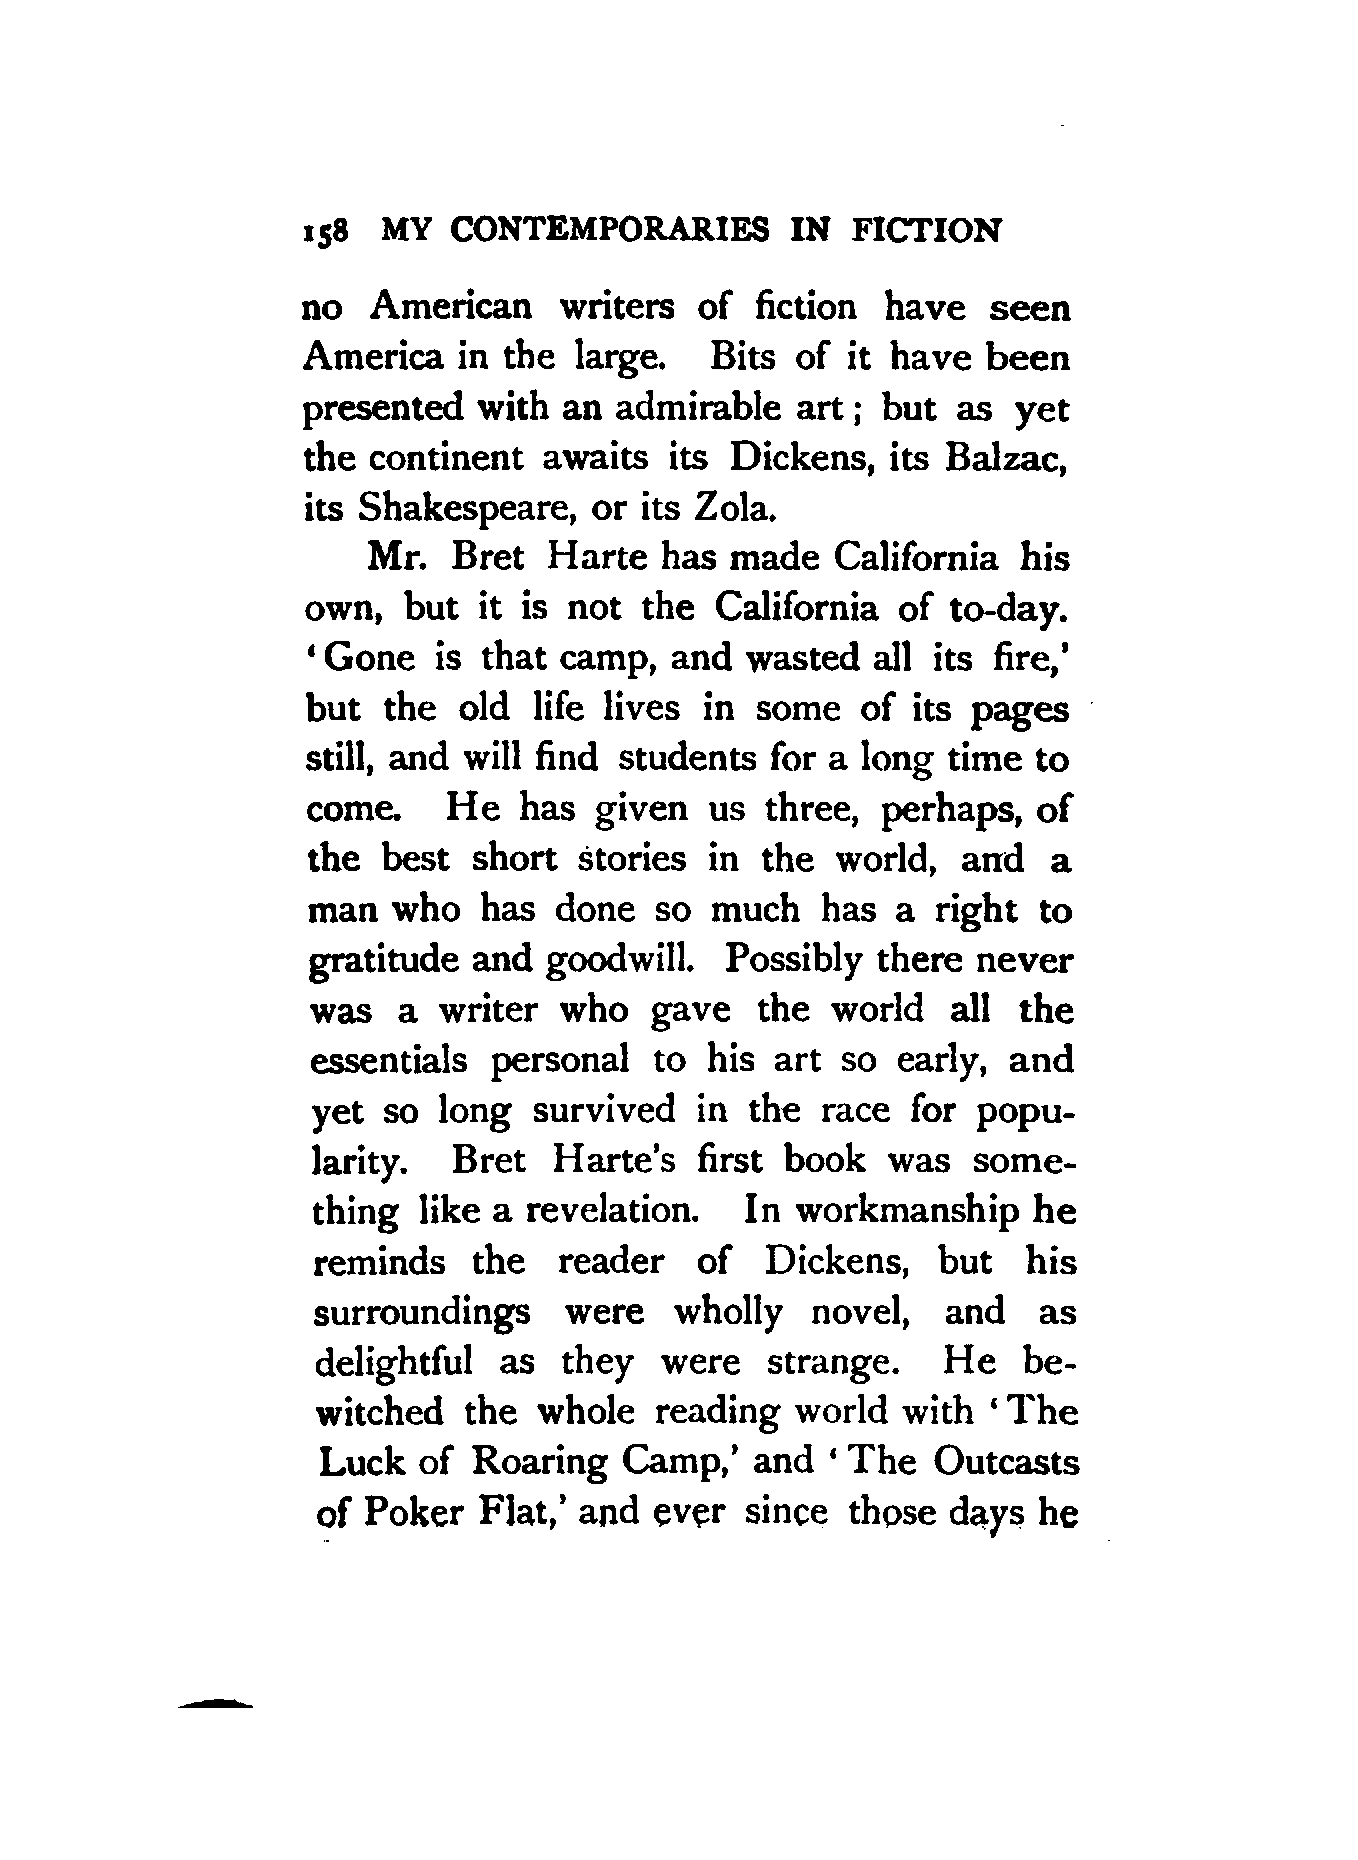 158 MY CONTEMPORARIES IN FICTION
no American writers of fiction have seen
America in the large. Bits of it have been
presented with an admirable art ; but as yet
the continent awaits its Dickens, its Balzac,
its Shakespeare, or its Zola.
Mr. Bret Harte has made California his
own, but it is not the California of to-day.
‘ Gone is that camp, and wasted all its fire,’
but the old life lives in some of its pages
still, and will find students for a long time to
come. He has given us three, perhaps, of
the best short stories in the world, and a
man who has done so much has a right to
gratitude and goodwill. Possibly there never
was a writer who gave the world all the
essentials personal to his art so early, and
yet so long survived in the race for popu-
larity. Bret Harte’s first book was some-
thing like a revelation. In workmanship he
reminds the reader of Dickens, but his
surroundings were wholly novel, and as
delightful as they were strange. He be-
witched the whole reading world with ‘ The
Luck of Roaring Camp,’ and ‘ The Outcasts
of Poker Flat,’ and ever since those days he